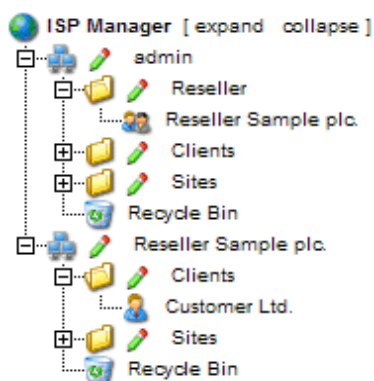 ISP Manager [ expand collapse ]
admin
Reseller
Reseller Sample plc.
Clients
Sites
Recycle Bin
Reseller Sample plc.
Clients
Customer Ltd.
Sites
Recycle Bin